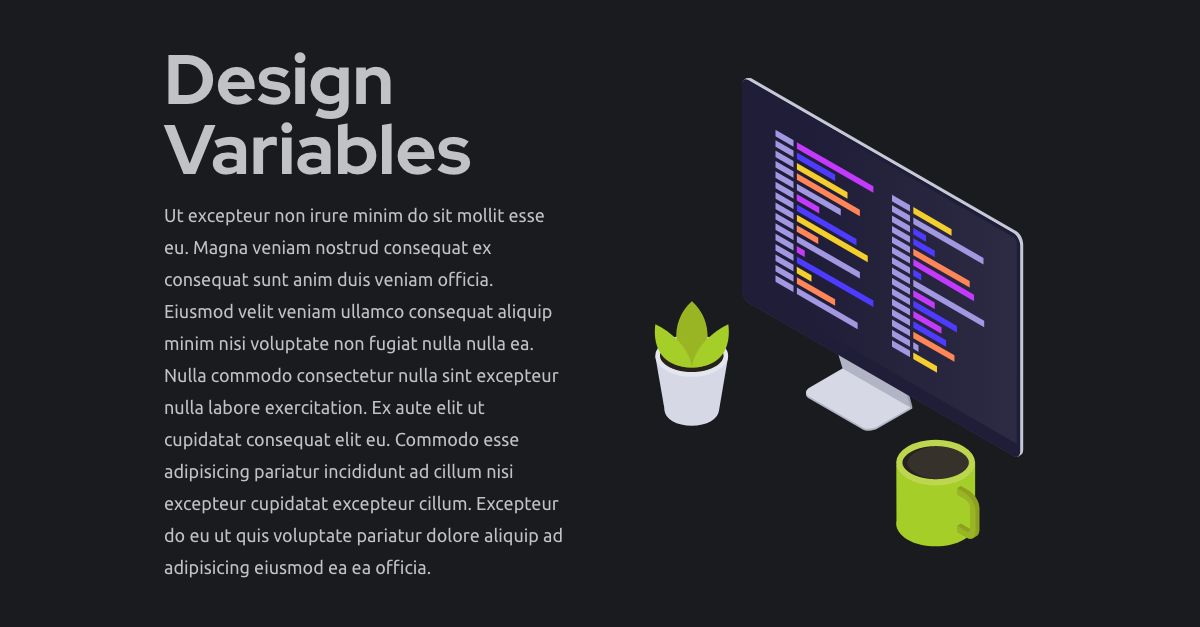 Design
Variables
Ut excepteur non irure minim do sit mollit esse
eu. Magna veniam nostrud consequat ex
consequat sunt anim duis veniam officia.
Eiusmod velit veniam ullamco consequat aliquip
minim nisi voluptate non fugiat nulla nulla ea.
Nulla commodo consectetur nulla sint excepteur
nulla labore exercitation. Ex aute elit ut
cupidatat consequat elit eu. Commodo esse
adipisicing pariatur incididunt ad cillum nisi
excepteur cupidatat excepteur cillum. Excepteur
do eu ut quis voluptate pariatur dolore aliquip ad
adipisicing eiusmod ea ea officia.